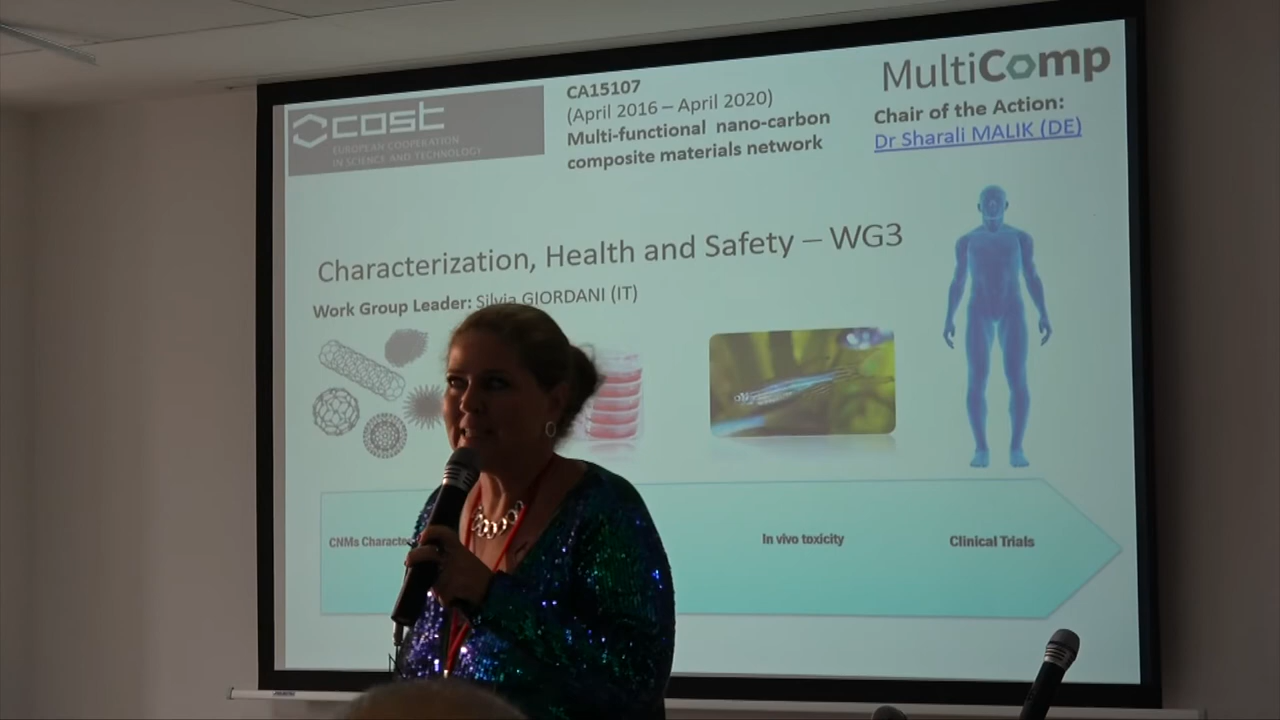 cost
EUROPEAN COOPERATION
IN SCIENCE AND TECHNOLOGY
CA15107
(April 2016 – April 2020)
Multi-functional nano-carbon
composite materials network
MultiComp
Chair of the Action:
Dr Sharali MALIK (DE)
Characterization, Health and Safety – WG3
Work Group Leader: Silvia GIORDANI (IT)
CNMs
In vivo toxicity
Clinical Trials